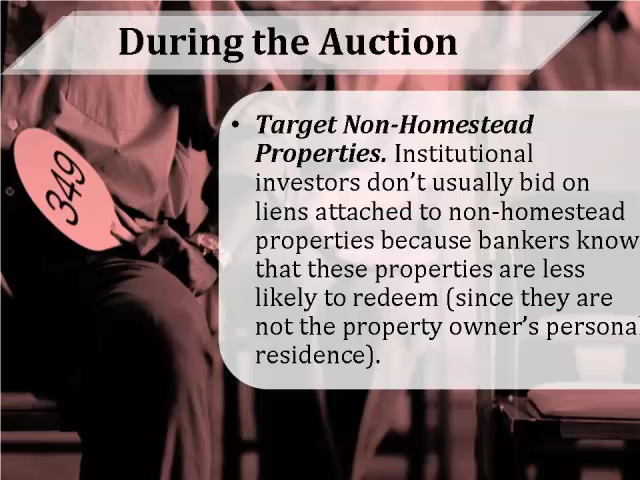 During the Auction
• Target Non-Homestead
Properties. Institutional
investors don't usually bid on
liens attached to non-homestead
properties because bankers know
that these properties are less
likely to redeem (since they are
not the property owner's personal
residence).
349